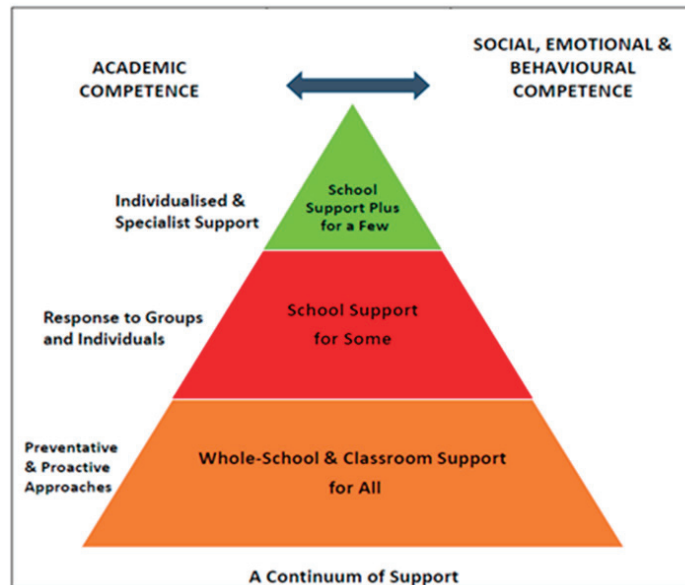 ACADEMIC
COMPETENCE
SOCIAL, EMOTIONAL &
BEHAVIOURAL
COMPETENCE
Individualised &
Specialist Support
School
Support Plus
for a Few
Response to Groups
and Individuals
School Support
for Some
Preventative
& Proactive
Approaches
Whole-School & Classroom Support
for All
A Continuum of Support